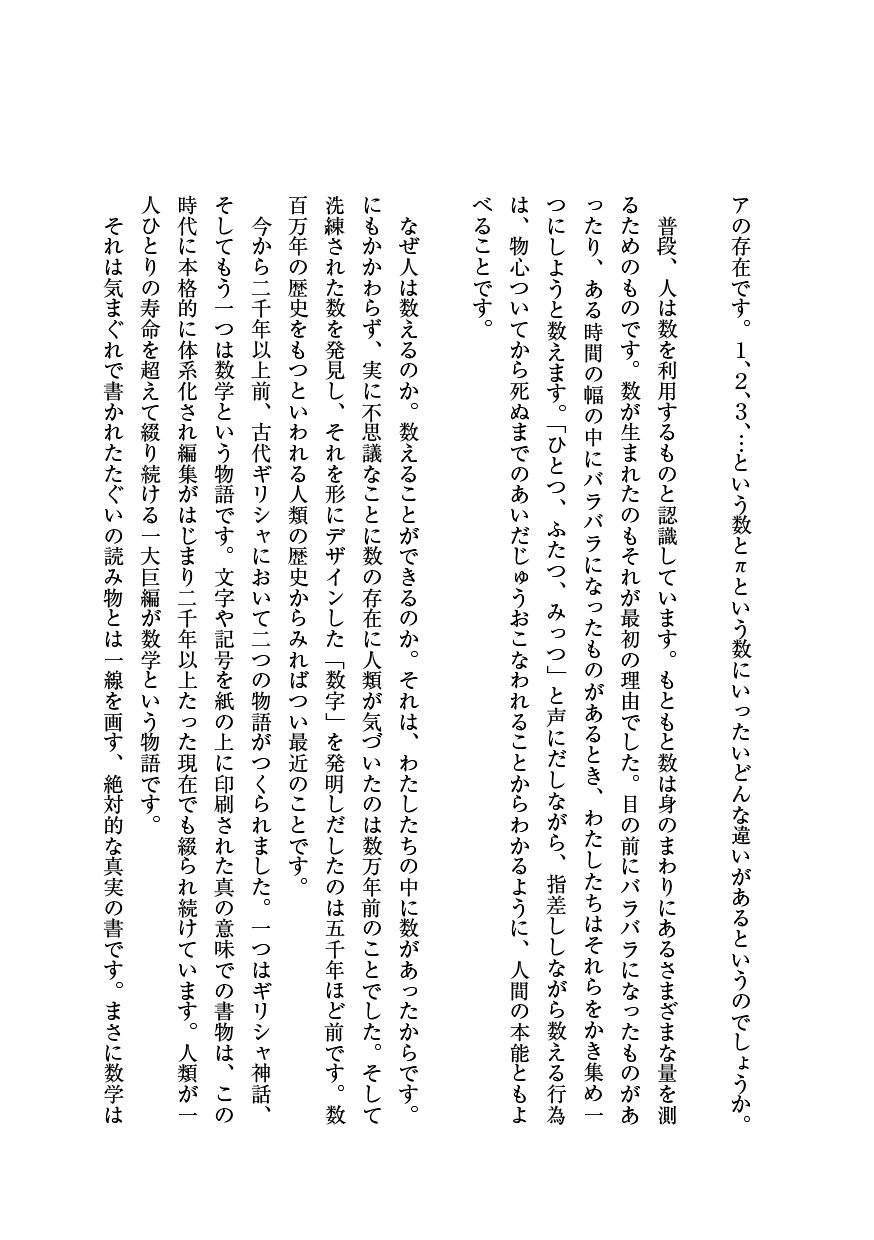 アの存在です。1、2、3、…という数とπという数にいったいどんな違いがあるというのでしょうか。
普段、人は数を利用するものと認識しています。もともと数は身のまわりにあるさまざまな量を測
るためのものです。数が生まれたのもそれが最初の理由でした。目の前にバラバラになったものがあ
ったり、ある時間の幅の中にバラバラになったものがあるとき、わたしたちはそれらをかき集め一
つにしようと数えます。「ひとつ、ふたつ、みっつ」と声にだしながら、指差ししながら数える行為
は、物心ついてから死ぬまでのあいだじゅうおこなわれることからわかるように、人間の本能ともよ
べることです。
なぜ人は数えるのか。数えることができるのか。それは、わたしたちの中に数があったからです。
にもかかわらず、実に不思議なことに数の存在に人類が気づいたのは数万年前のことでした。そして
洗練された数を発見し、それを形にデザインした「数字」を発明しだしたのは五千年ほど前です。数
百万年の歴史をもつといわれる人類の歴史からみればつい最近のことです。
今から二千年以上前、古代ギリシャにおいて二つの物語がつくられました。一つはギリシャ神話、
そしてもう一つは数学という物語です。文字や記号を紙の上に印刷された真の意味での書物は、この
時代に本格的に体系化され編集がはじまり二千年以上たった現在でも綴られ続けています。人類が一
人ひとりの寿命を超えて綴り続ける一大巨編が数学という物語です。
それは気まぐれで書かれたたぐいの読み物とは一線を画す、絶対的な真実の書です。まさに数学は